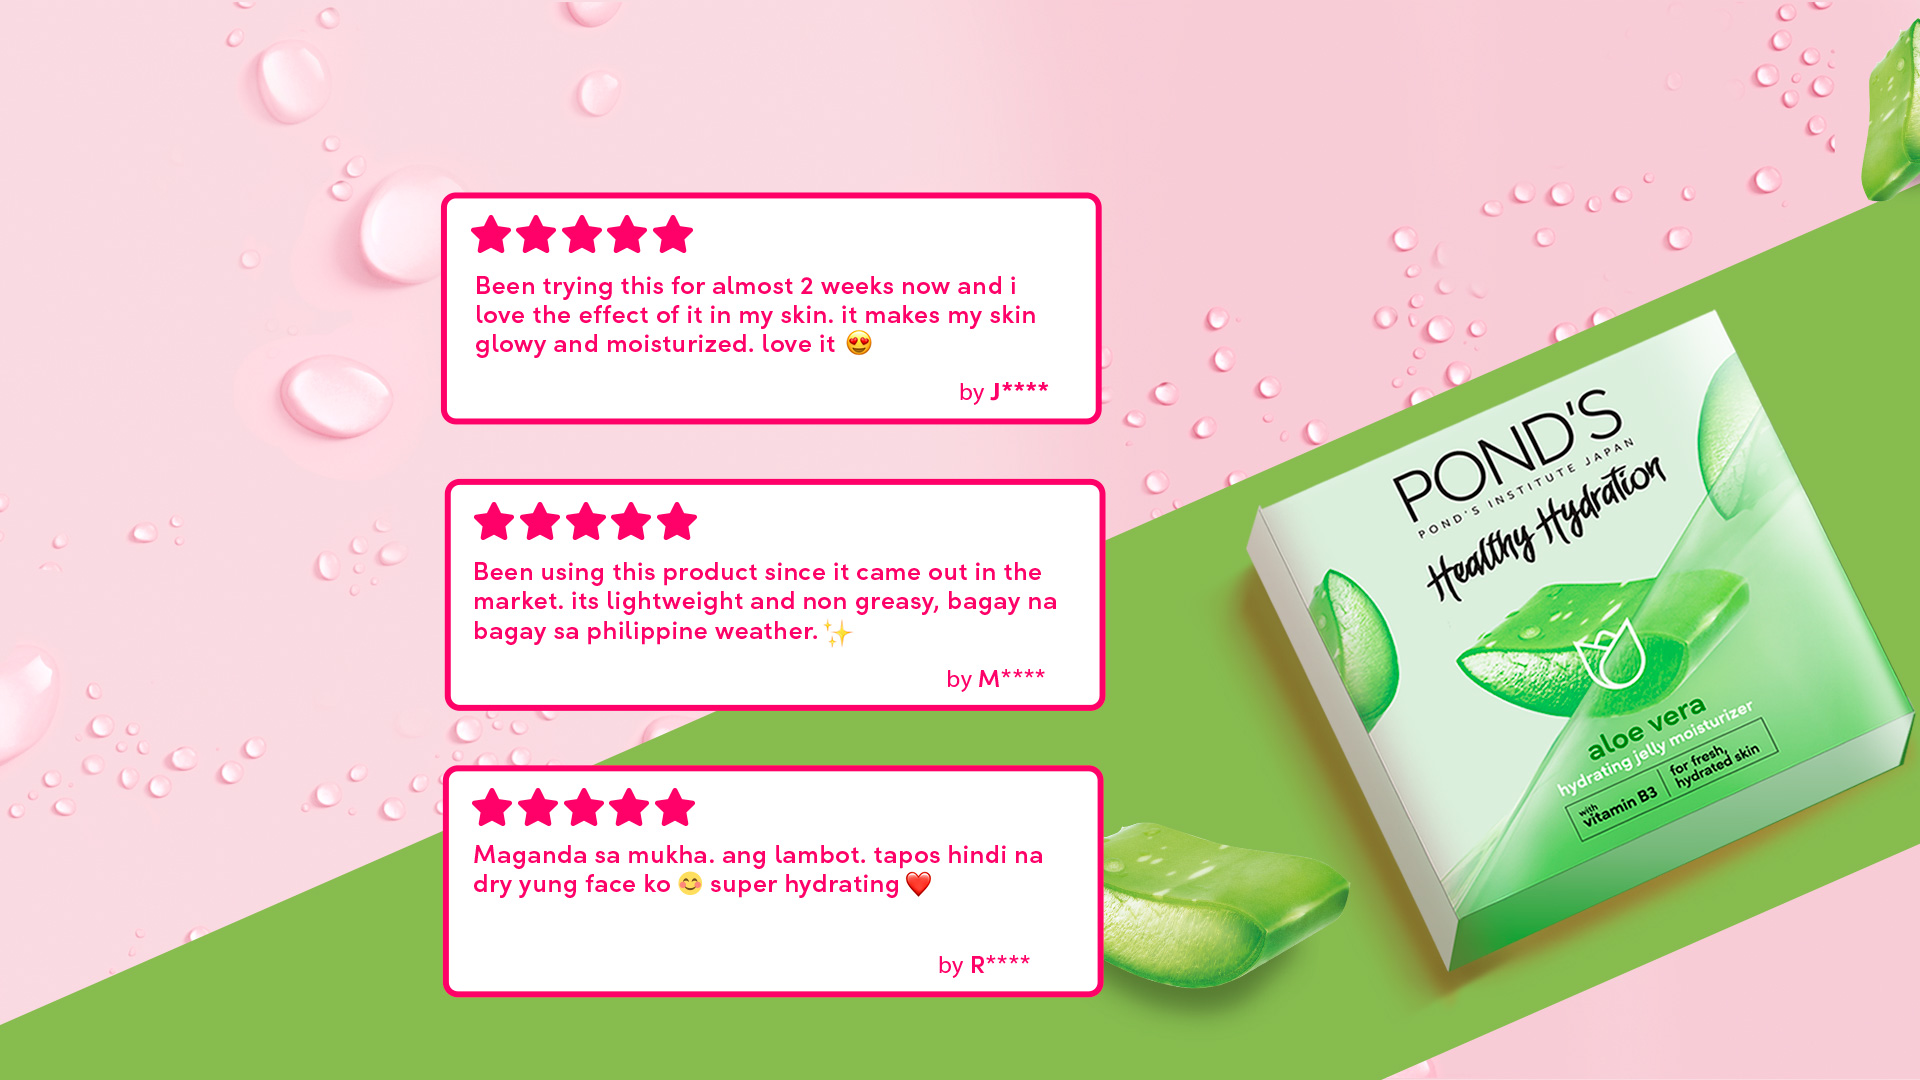 Been trying this for almost 2 weeks now and i
love the effect of it in my skin. it makes my skin
glowy and moisturized. love it 😍
by J****
Been using this product since it came out in the
market. its lightweight and non greasy, bagay na
bagay sa philippine weather. ✨
by M****
Maganda sa mukha. ang lambot. tapos hindi na
dry yung face ko 😊 super hydrating ❤️
by R****
POND'S
POND'S INSTITUTE JAPAN
Healthy Hydration
aloe vera
hydrating jelly moisturizer
with
vitamin B3
for fresh,
hydrated skin